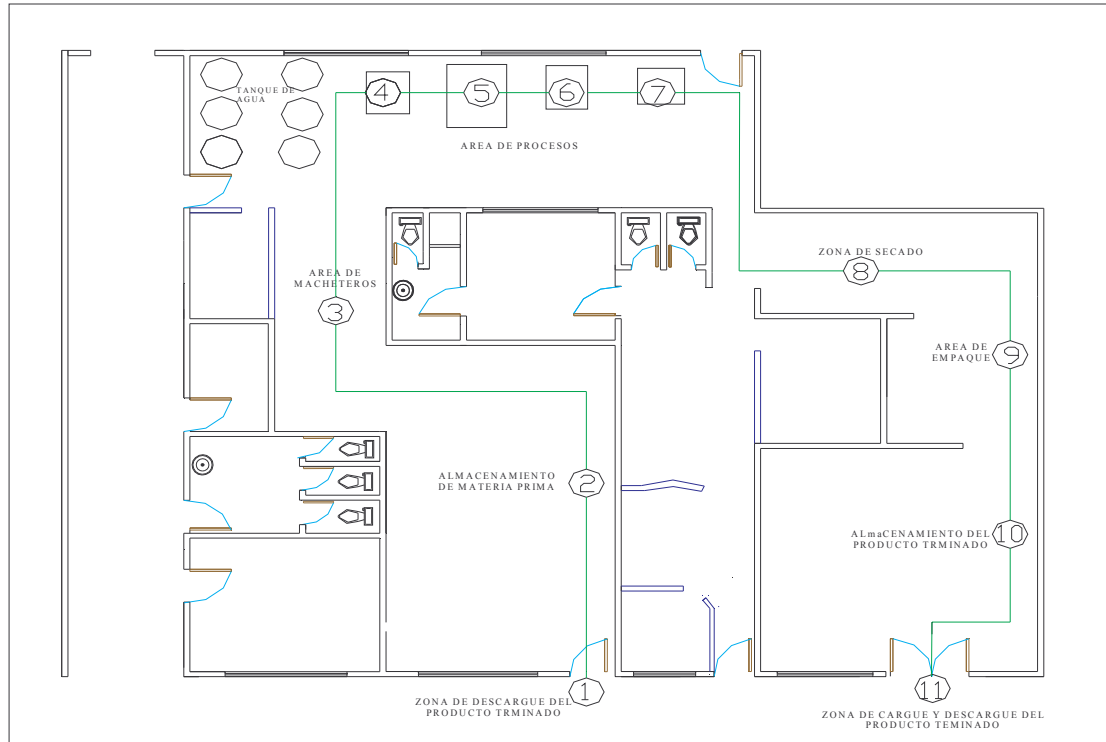 TANQUE DE
AGUA
4
5
6
7
AREA DE PROCESOS
ZONA DE SECADO
8
AREA DE
MACHETEROS
3
AREA DE
EMPAQUE
9
ALMACENAMIENTO
DE MATERIA PRIMA
2
ALmaCENAMIENTO DEL
PRODUCTO TRMINADO
10
1
ZONA DE DESCARGUE DEL
PRODUCTO TRMINADO
11
ZONA DE CARGUE Y DESCARGUE DEL
PRODUCTO TEMINADO